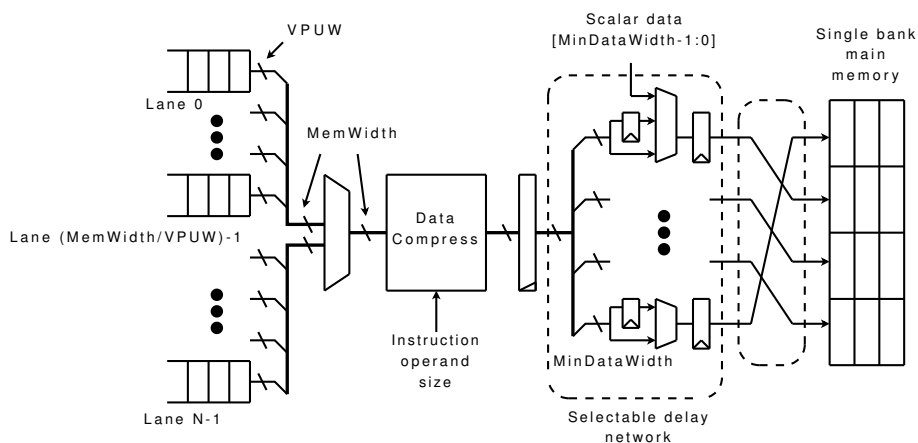 Scalar data
[MinDataWidth-1:0]
VPUW
Single bank
main
memory
Lane 0
MemWidth
Lane (MemWidth/VPUW)-1
Data
Compress
Instruction
operand
size
MinDataWidth
Lane N-1
Selectable delay
network